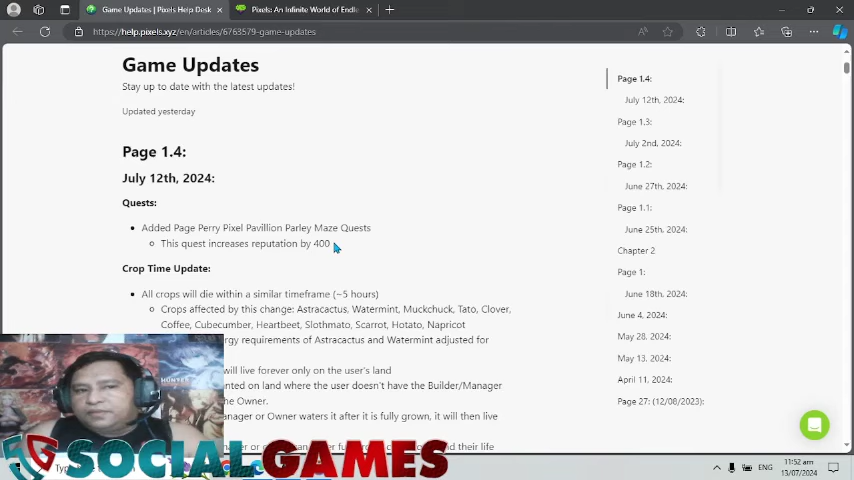 Game Updates | Pixels Help Desk
Pixels: An Infinite World of Endle
https://help.pixels.xyz/en/articles/6763579-game-updates
Game Updates
Stay up to date with the latest updates!
Updated yesterday
Page 1.4:
July 12th, 2024:
Quests:
Added Page Perry Pixel Pavillion Parley Maze Quests
This quest increases reputation by 400
Crop Time Update:
All crops will die within a similar timeframe (~5 hours)
Crops affected by this change: Astracactus, Watermint, Muckchuck, Tato, Clover,
Coffee, Cubecumber, Heartbeet, Slothmato, Scarrot, Hotato, Napricot
ergy requirements of Astracactus and Watermint adjusted for
will live forever only on the user's land
anted on land where the user doesn't have the Builder/Manager
he Owner.
anager or Owner waters it after it is fully grown, it will then live
Page 1.4:
July 12th, 2024:
Page 1.3:
July 2nd, 2024:
Page 1.2:
June 27th, 2024:
Page 1.1:
June 25th, 2024:
Chapter 2
Page 1:
June 18th, 2024:
June 4, 2024:
May 28, 2024:
May 13, 2024:
April 11, 2024:
Page 27: (12/08/2023):
HUNTER
SOCIAL GAMES
ENG
11:52 am
13/07/2024